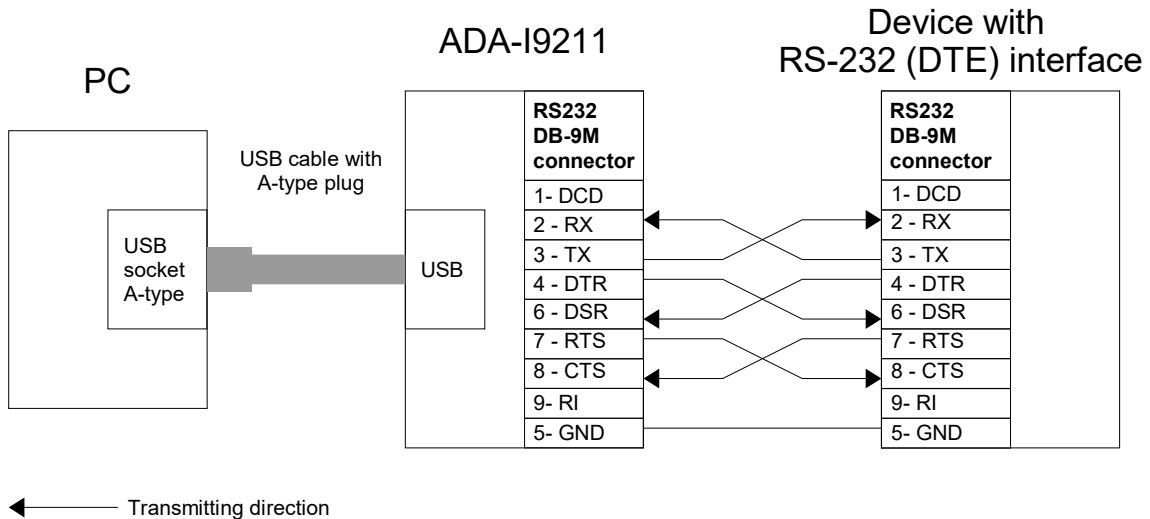 ADA-I9211
Device with
RS-232 (DTE) interface
PC
USB cable with
A-type plug
USB
socket
A-type
USB
RS232
DB-9M
connector
1- DCD
2 - RX
3 - TX
4 - DTR
6 - DSR
7 - RTS
8 - CTS
9- RI
5- GND
RS232
DB-9M
connector
1- DCD
2 - RX
3 - TX
4 - DTR
6 - DSR
7 - RTS
8 - CTS
9- RI
5- GND
Transmitting direction